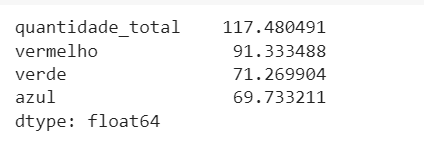 quantidade_total    117.480491
vermelho             91.333488
verde                71.269904
azul                 69.733211
dtype: float64